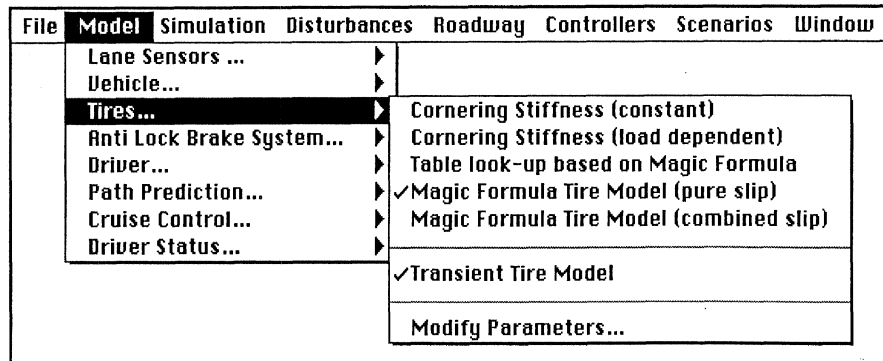 File Model Simulation Disturbances Roadway Controllers Scenarios Window
Lane Sensors ...
Vehicle...
Tires...
Anti Lock Brake System...
Driver...
Path Prediction...
Cruise Control...
Driver Status...
Cornering Stiffness (constant)
Cornering Stiffness (load dependent)
Table look-up based on Magic Formula
✓Magic Formula Tire Model (pure slip)
Magic Formula Tire Model (combined slip)
✓Transient Tire Model
Modify Parameters...